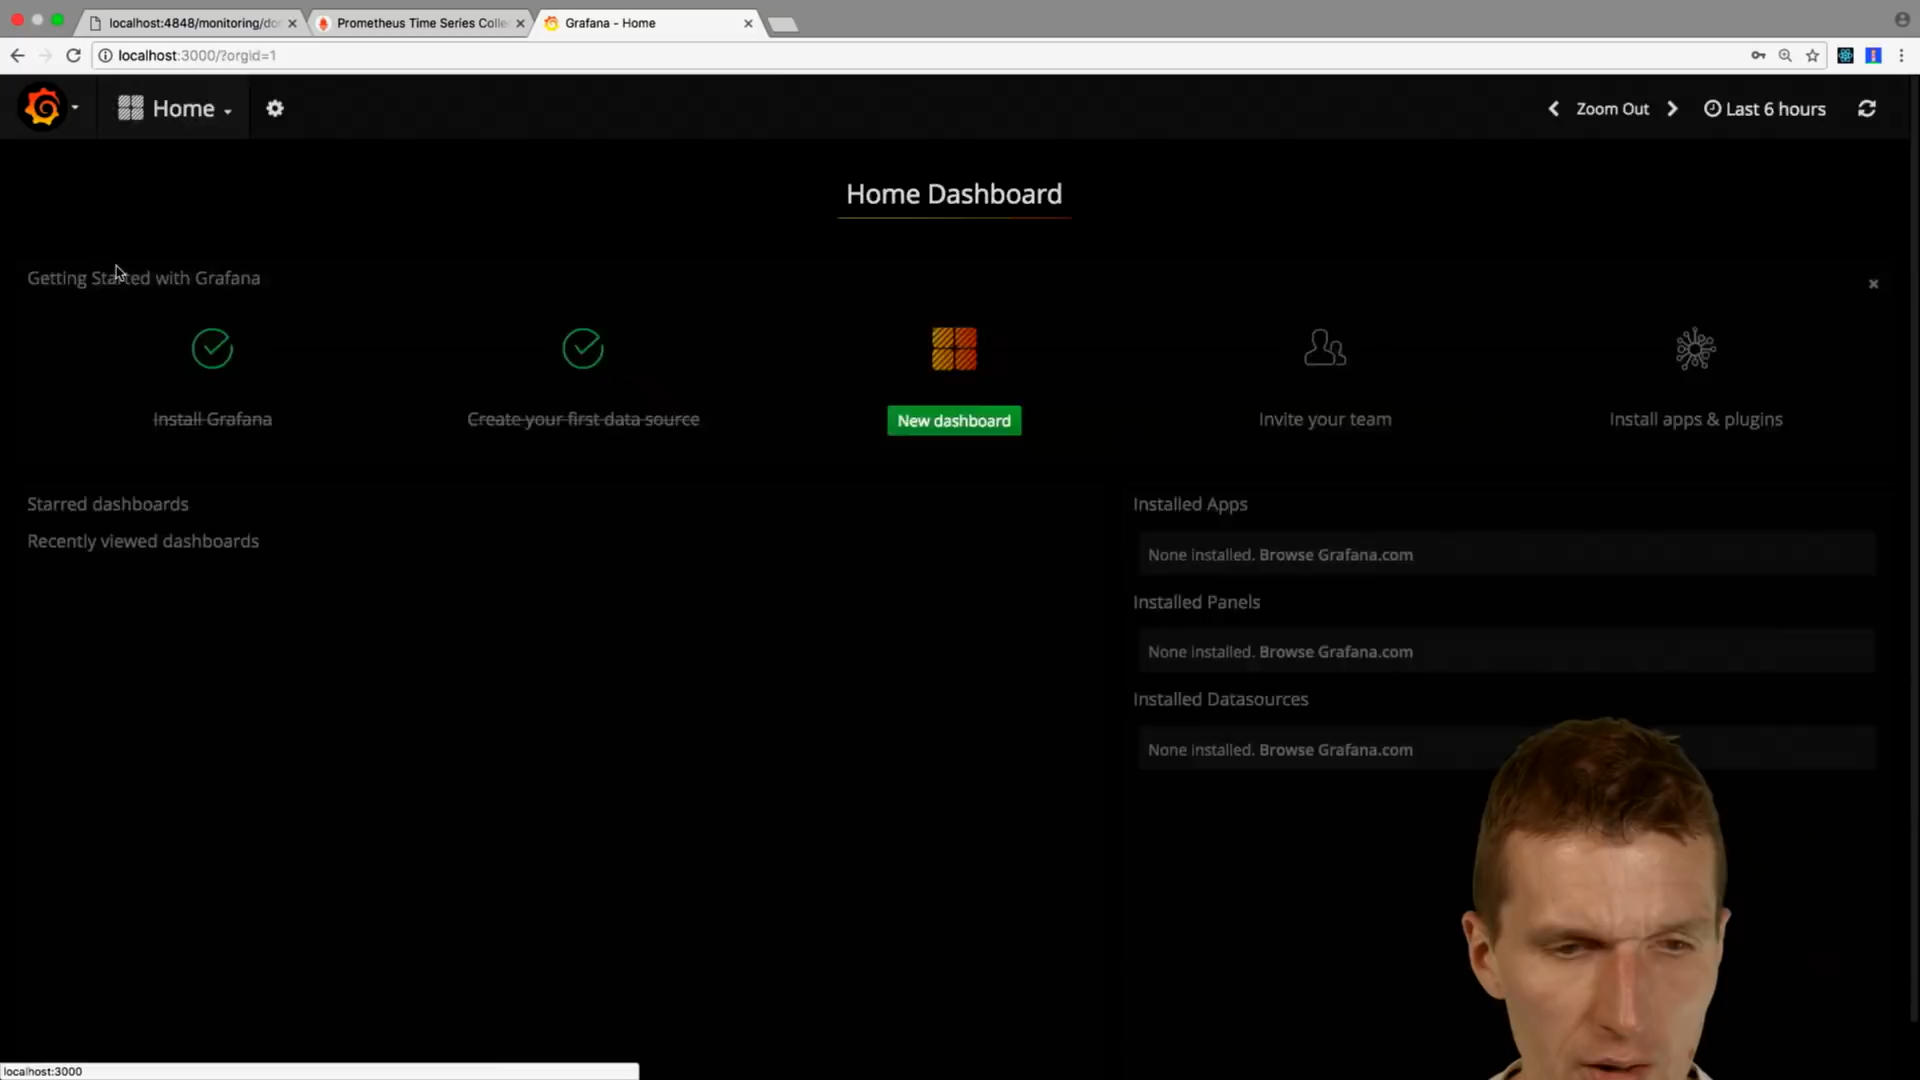 localhost:4848/monitoring/do
Prometheus Time Series Colle
Grafana - Home
localhost:3000/?orgid=1
Home
Zoom Out
Last 6 hours
Home Dashboard
Getting Started with Grafana
Install Grafana
Create your first data source
New dashboard
Invite your team
Install apps & plugins
Starred dashboards
Recently viewed dashboards
Installed Apps
None installed. Browse Grafana.com
Installed Panels
None installed. Browse Grafana.com
Installed Datasources
None installed. Browse Grafana.com
localhost:3000